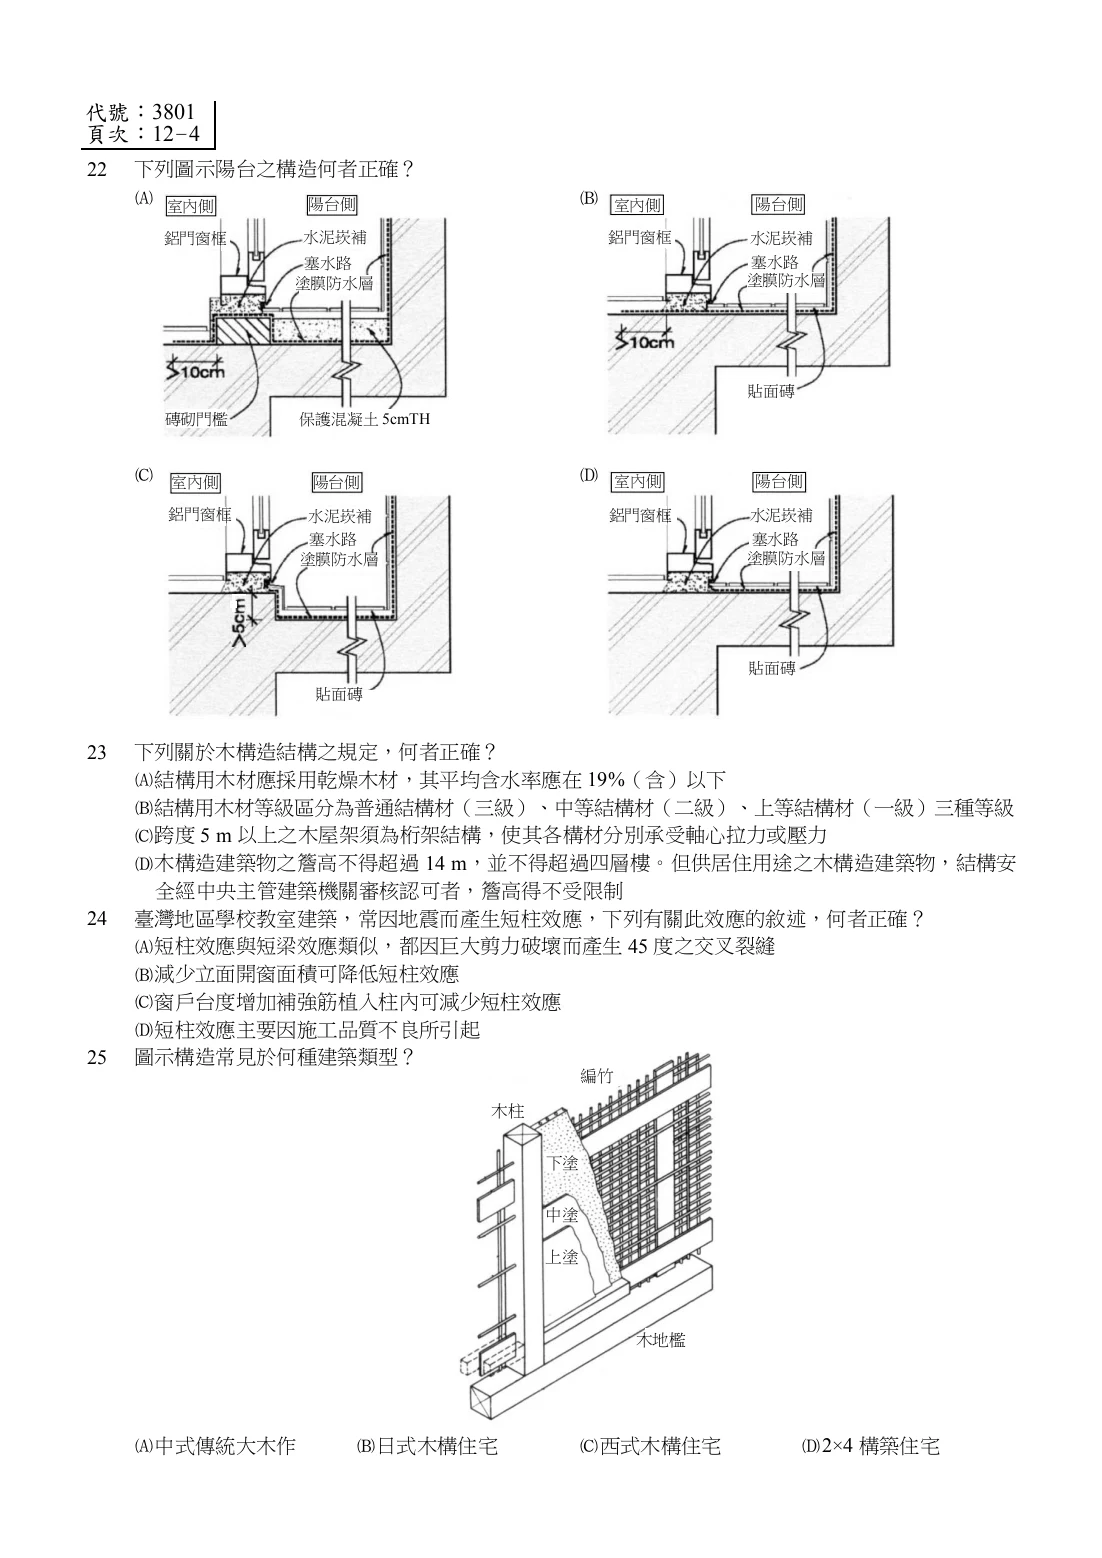 代號：3801
頁次：12－4
22 下列圖示陽台之構造何者正確？
(A)
室內側 陽台側
鋁門窗框 水泥崁補
塞水路
塗膜防水層
≧10cm
磚砌門檻 保護混凝土 5cmTH
(B)
室內側 陽台側
鋁門窗框 水泥崁補
塞水路
塗膜防水層
≧10cm
貼面磚
(C)
室內側 陽台側
鋁門窗框 水泥崁補
塞水路
塗膜防水層
>5cm
貼面磚
(D)
室內側 陽台側
鋁門窗框 水泥崁補
塞水路
塗膜防水層
貼面磚
23 下列關於木構造結構之規定，何者正確？
(A)結構用木材應採用乾燥木材，其平均含水率應在 19%（含）以下
(B)結構用木材等級區分為普通結構材（三級）、中等結構材（二級）、上等結構材（一級）三種等級
(C)跨度 5 m 以上之木屋架須為桁架結構，使其各構材分別承受軸心拉力或壓力
(D)木構造建築物之簷高不得超過 14 m，並不得超過四層樓。但供居住用途之木構造建築物，結構安
全經中央主管建築機關審核認可者，簷高得不受限制
24 臺灣地區學校教室建築，常因地震而產生短柱效應，下列有關此效應的敘述，何者正確？
(A)短柱效應與短梁效應類似，都因巨大剪力破壞而產生 45 度之交叉裂縫
(B)減少立面開窗面積可降低短柱效應
(C)窗戶台度增加補強筋植入柱內可減少短柱效應
(D)短柱效應主要因施工品質不良所引起
25 圖示構造常見於何種建築類型？
編竹
木柱
下塗
中塗
上塗
木地檻
(A)中式傳統大木作 (B)日式木構住宅 (C)西式木構住宅 (D)2×4 構築住宅